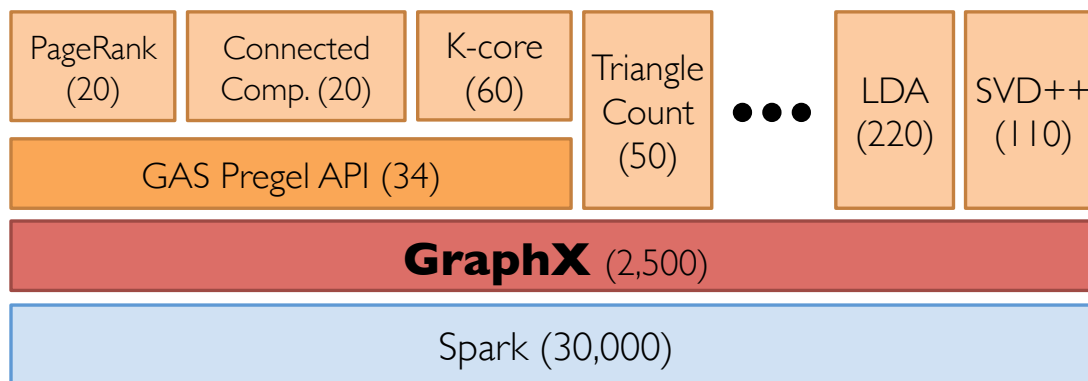 PageRank
(20)
Connected
Comp. (20)
K-core
(60)
Triangle
Count
(50)
LDA
(220)
SVD++
(110)
GAS Pregel API (34)
GraphX (2,500)
Spark (30,000)